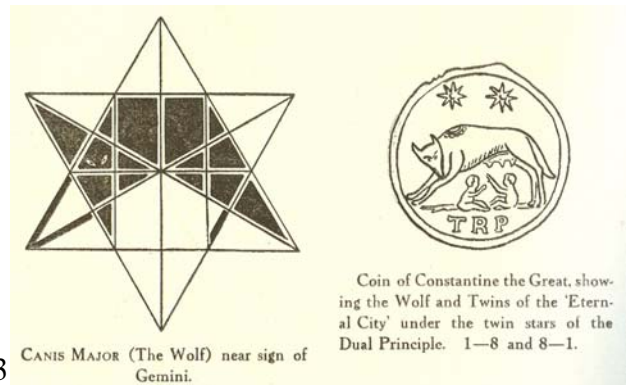 TRP
Coin of Constantine the Great, show-
ing the Wolf and Twins of the 'Etern-
al City' under the twin stars of the
Dual Principle. 1—8 and 8—1.
3
CANIS MAJOR (The Wolf) near sign of
Gemini.